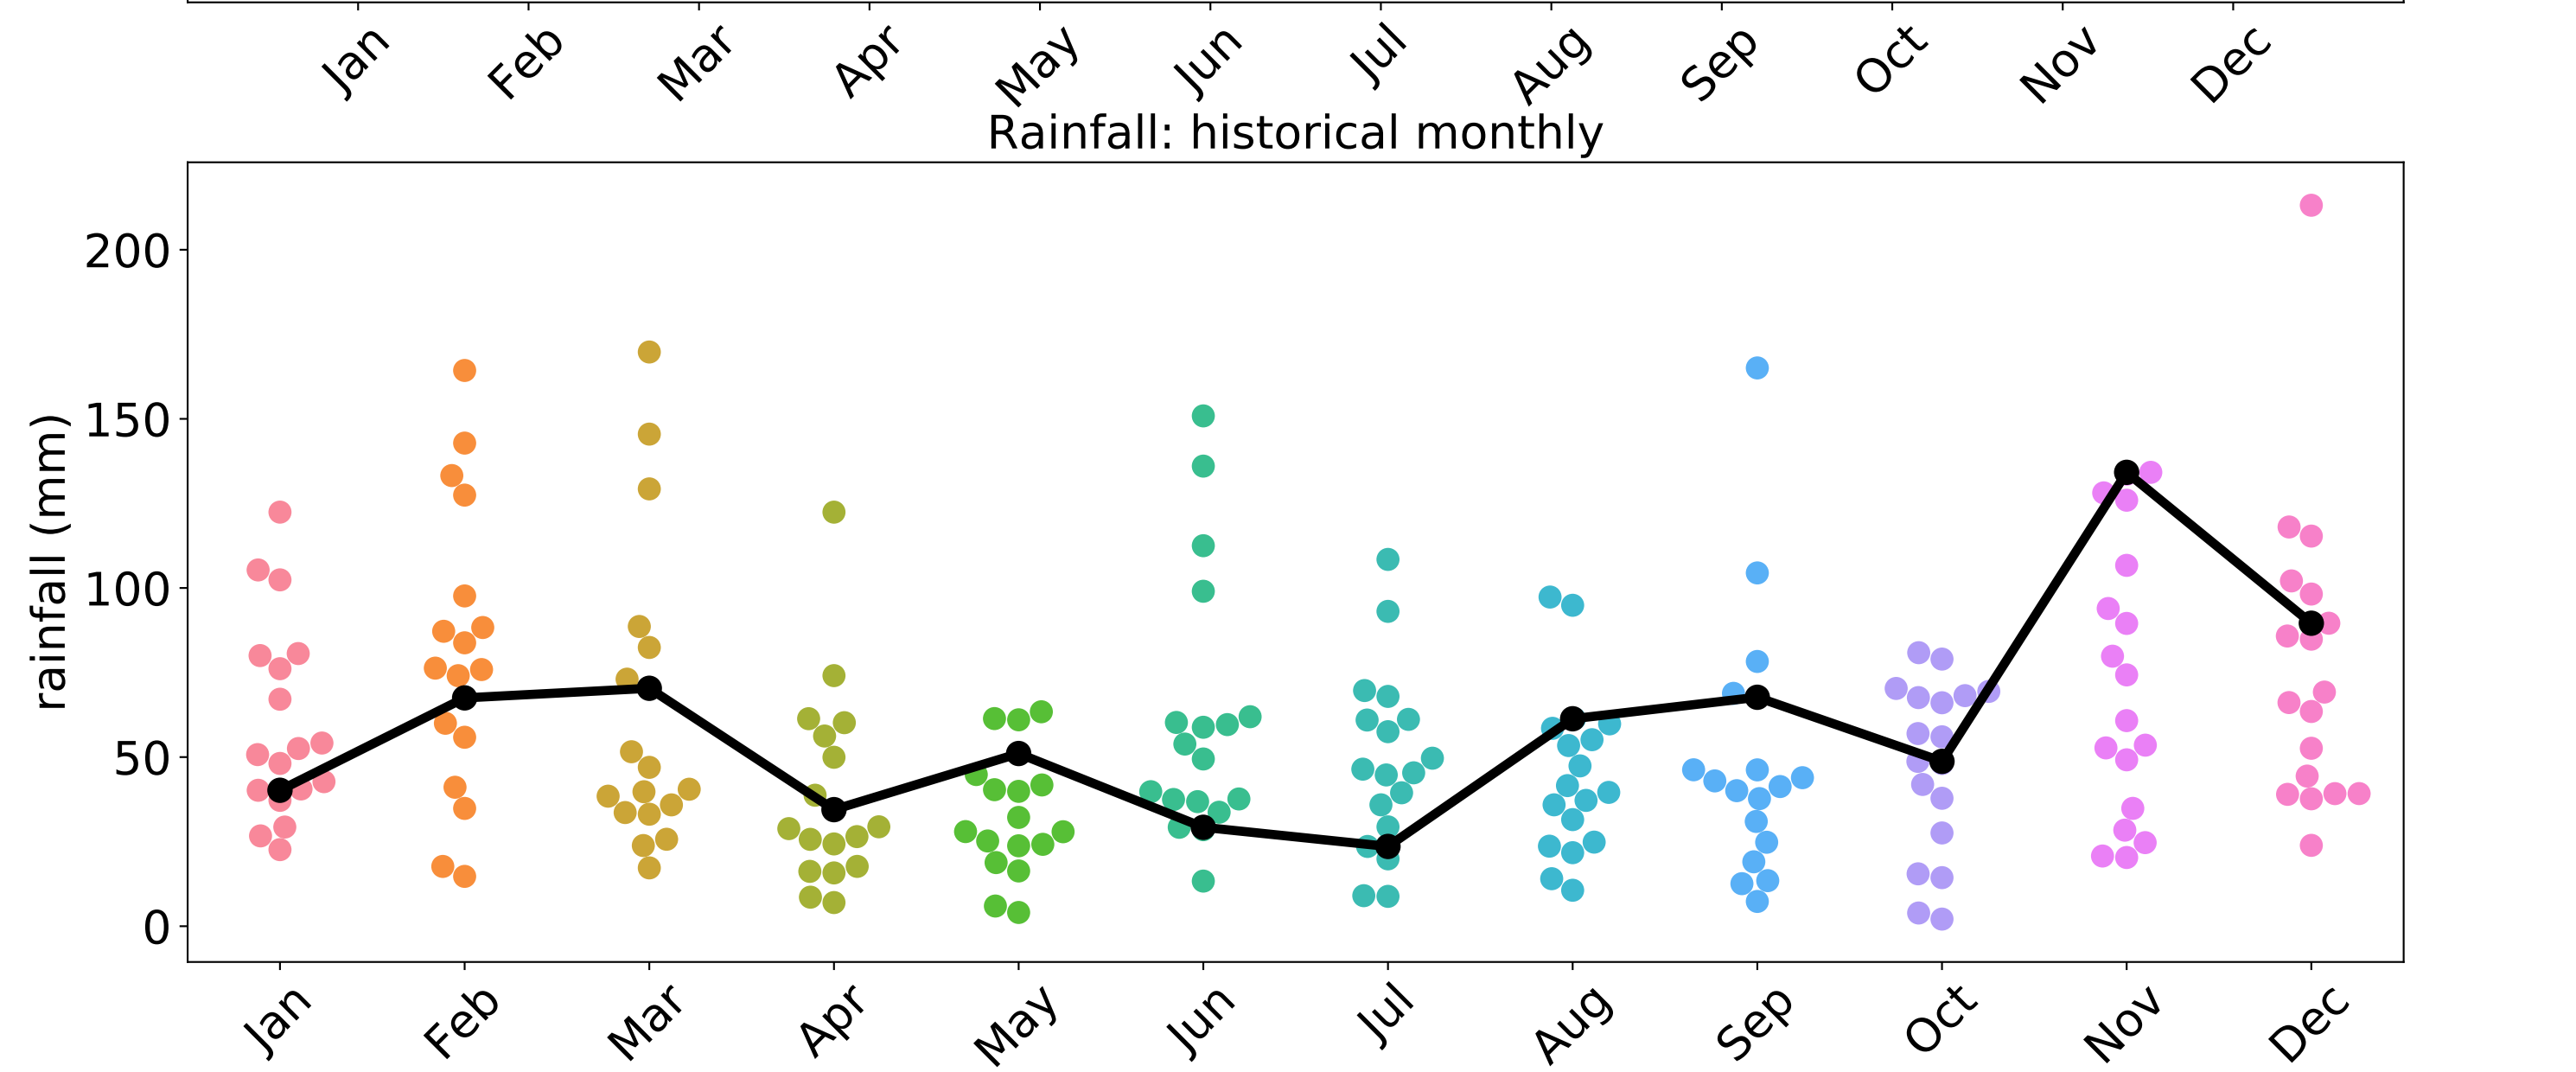 Jan Feb Mar Apr May Jun Jul Aug Sep Oct Nov Dec
Rainfall: historical monthly
rainfall (mm)
200
150
100
50
0
Jan Feb Mar Apr May Jun Jul Aug Sep Oct Nov Dec